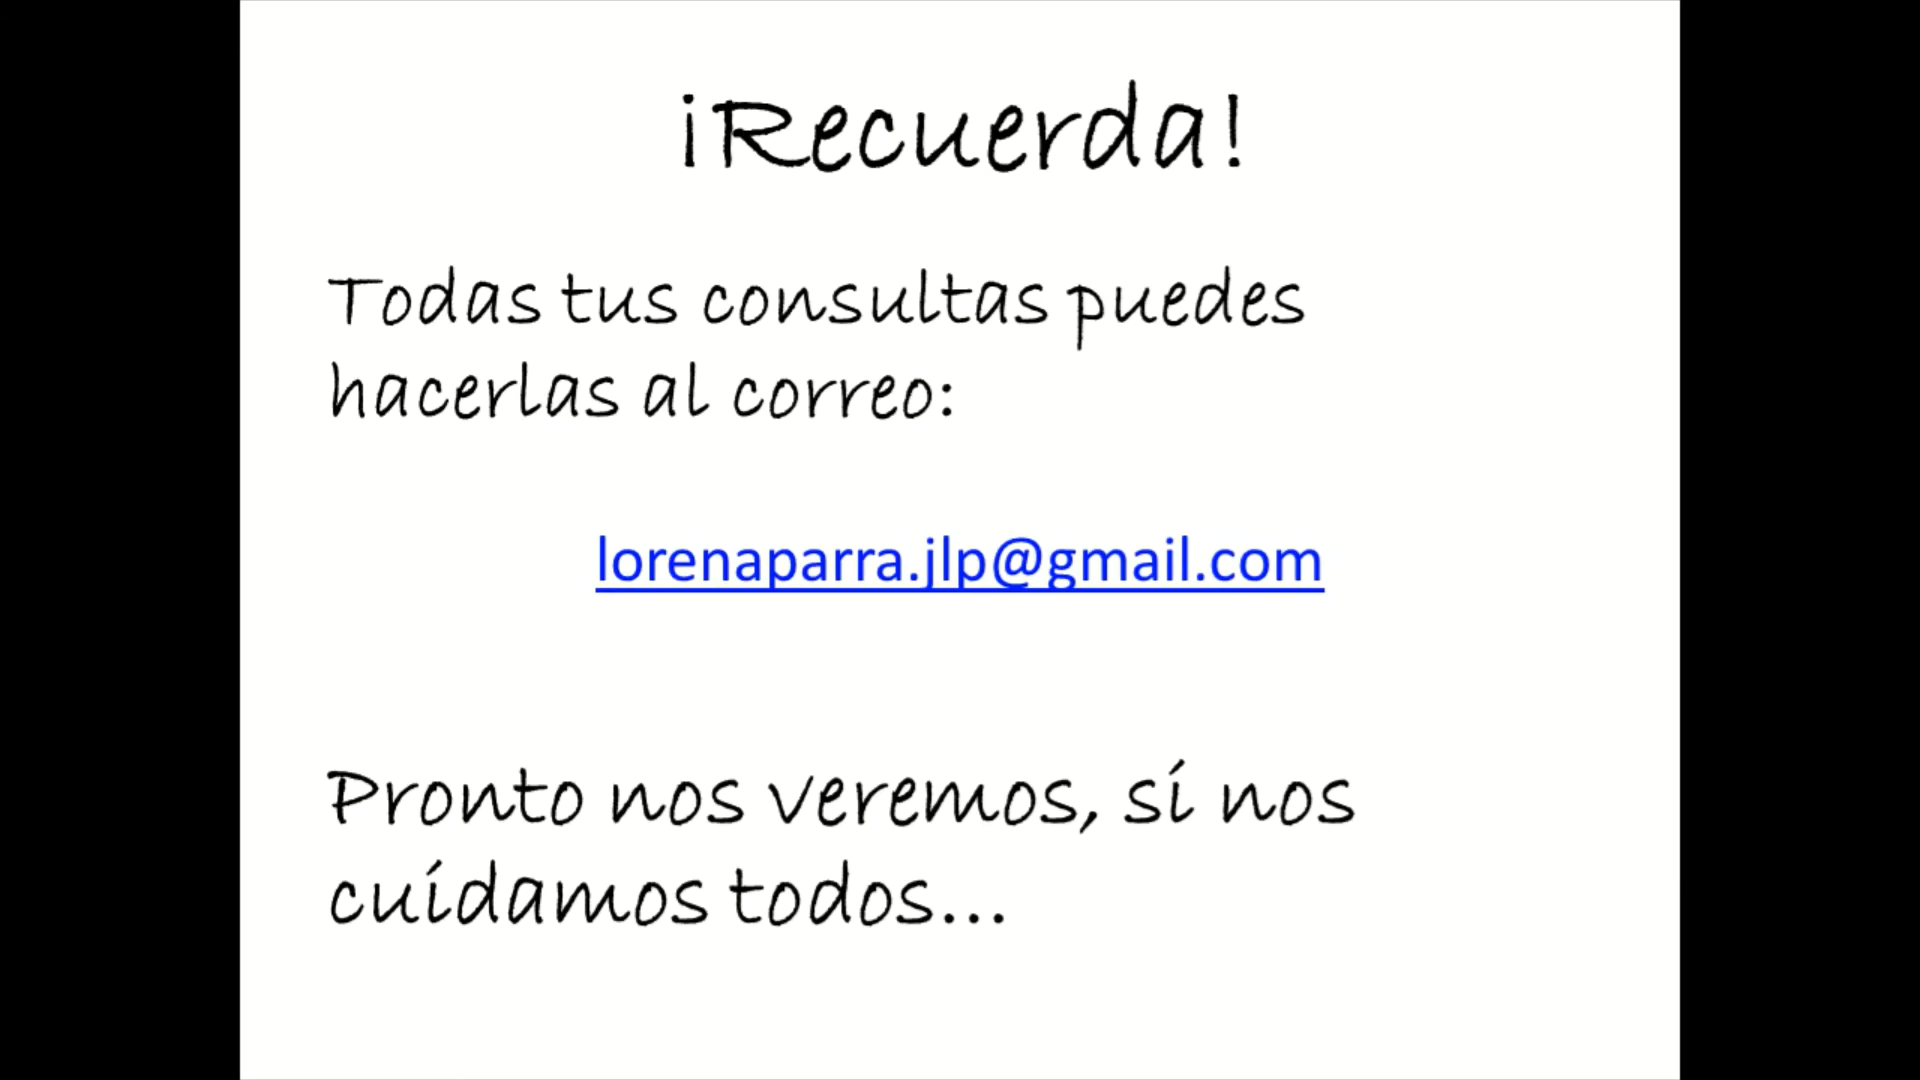 ¡Recuerda!
Todas tus consultas puedes
hacerlas al correo:
lorenaparra.jlp@gmail.com
Pronto nos veremos, si nos
cuidamos todos...